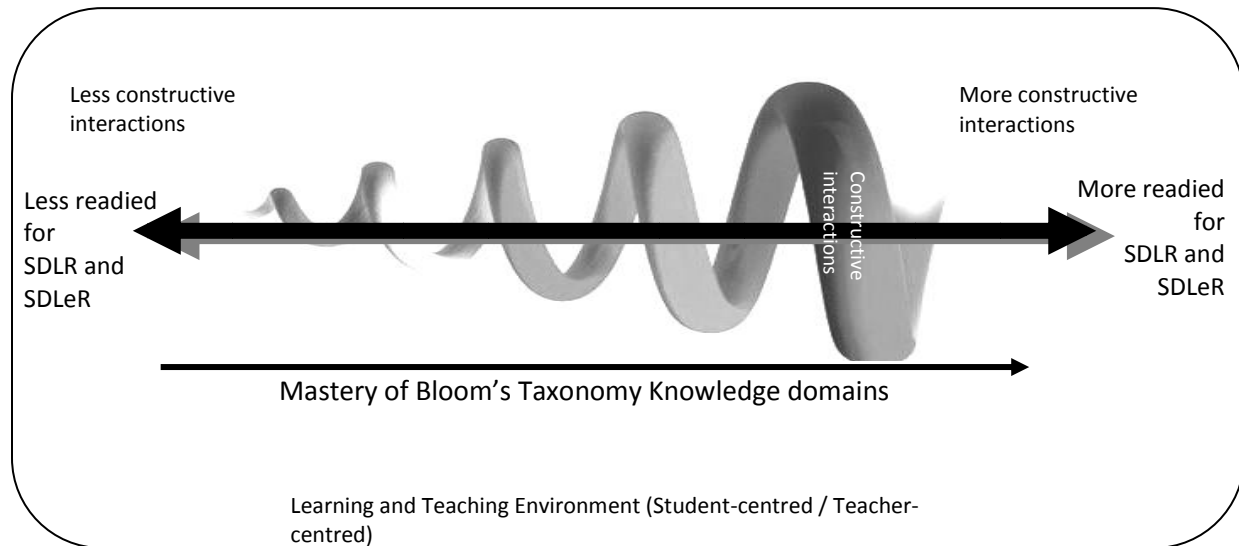 Less constructive
interactions
More constructive
interactions
Less readied
for
SDLR and
SDLeR
Constructive
interactions
More readied
for
SDLR and
SDLeR
Mastery of Bloom’s Taxonomy Knowledge domains
Learning and Teaching Environment (Student-centred / Teacher-
centred)